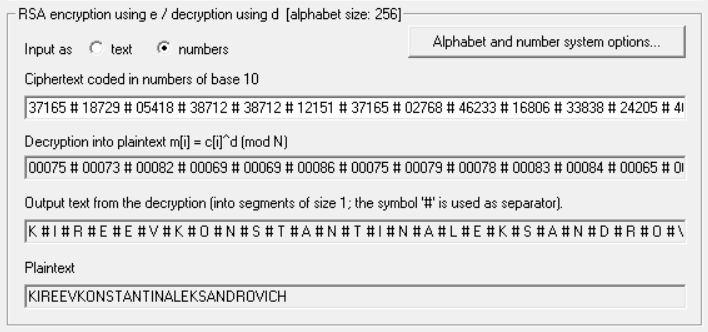 RSA encryption using e / decryption using d [alphabet size: 256]
Input as text numbers Alphabet and number system options...
Ciphertext coded in numbers of base 10
37165 # 18729 # 05418 # 38712 # 38712 # 12151 # 37165 # 02768 # 46233 # 16806 # 33838 # 24205 #
Decryption into plaintext m[i] = c[i]^d (mod N)
00075 # 00073 # 00082 # 00069 # 00069 # 00086 # 00075 # 00079 # 00078 # 00083 # 00084 # 00065 #
Output text from the decryption (into segments of size 1; the symbol '#' is used as separator).
K # I # R # E # E # V # K # O # N # S # T # A # N # T # I # N # A # L # E # K # S # A # N # D # R # O #
Plaintext
KIREEVKONSTANTINALEKSANDROVICH